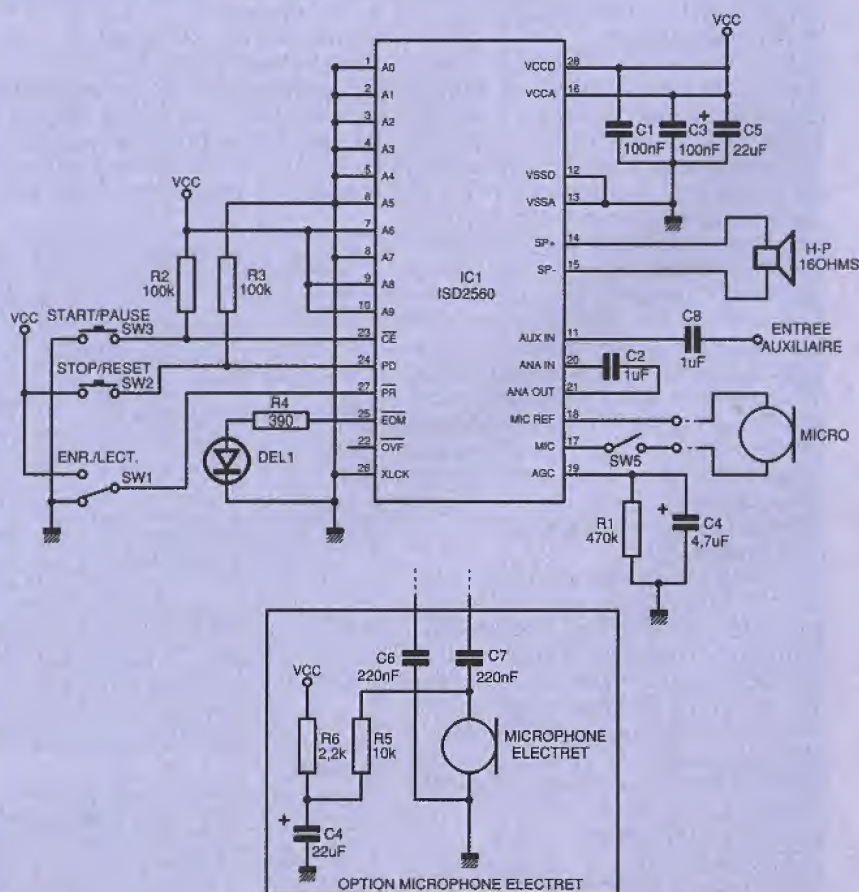 VCC
1 A0 VCCD 28
2 A1 VCCA 16
3 A2
4 A3
5 A4 VSSD 12
6 A5 VSSA 13
7 A6
8 A7 SP+ 14
9 A8 SP- 15
10 A9
IC1
ISD2560
C1
100nF
C3
100nF
+
C5
22uF
H-P
16OHMS
VCC
R2
100k
R3
100k
VCC
START/PAUSE
SW3
23 CE
STOP/RESET
SW2
24 PD
27 PR
R4
390
25 EOM
22 OVF
26 XLCK
DEL1
ENR./LECT.
SW1
AUX IN 11
C8
1uF
ENTREE
AUXILIAIRE
ANA IN 20
C2
1uF
ANA OUT 21
MIC REF 18
MIC 17
SW5
MICRO
AGC 19
R1
470k
+
C4
4,7uF
C6
220nF
C7
220nF
VCC
R6
2,2k
R5
10k
MICROPHONE
ELECTRET
+
C4
22uF
OPTION MICROPHONE ELECTRET